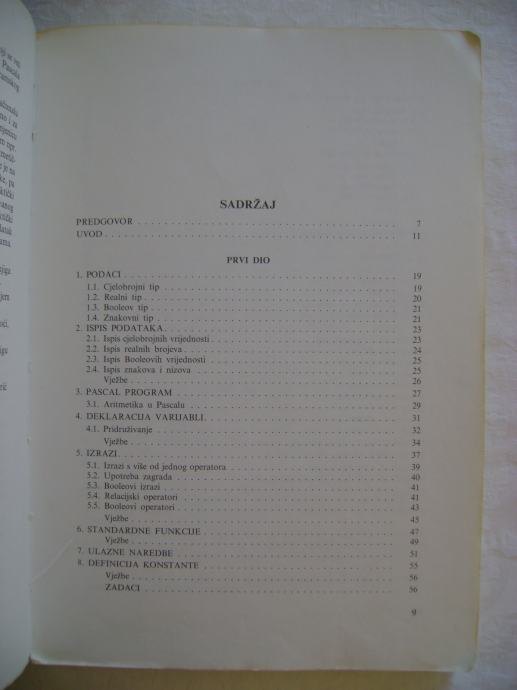 SADRŽAJ
PREDGOVOR 7
UVOD 11
PRVI DIO
1. PODACI 19
1.1. Cjelobrojni tip 19
1.2. Realni tip 20
1.3. Booleov tip 21
1.4. Znakovni tip 21
2. ISPIS PODATAKA 23
2.1. Ispis cjelobrojnih vrijednosti 23
2.2. Ispis realnih brojeva 24
2.3. Ispis Booleovih vrijednosti 25
2.4. Ispis znakova i nizova 25
Vježbe 26
3. PASCAL PROGRAM 27
3.1. Aritmetika u Pascalu 29
4. DEKLARACIJA VARIJABLI 31
4.1. Pridruživanje 32
Vježbe 34
5. IZRAZI 37
5.1. Izrazi s više od jednog operatora 39
5.2. Upotreba zagrada 40
5.3. Booleovi izrazi 41
5.4. Relacijski operatori 41
5.5. Booleovi operatori 43
Vježbe 45
6. STANDARDNE FUNKCIJE 47
Vježbe 49
7. ULAZNE NAREDBE 51
8. DEFINICIJA KONSTANTE 55
Vježbe 56
ZADACI 56
9